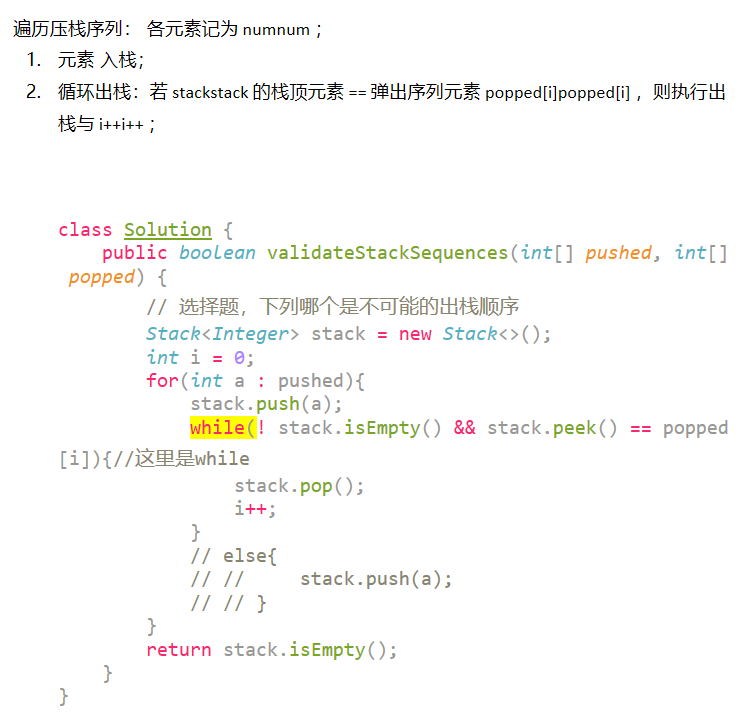 遍历压栈序列： 各元素记为 numnum ；
1. 元素 入栈；
2. 循环出栈：若 stackstack 的栈顶元素 == 弹出序列元素 popped[i]popped[i] ，则执行出
栈与 i++i++ ；
class Solution {
public boolean validateStackSequences(int[] pushed, int[]
popped) {
// 选择题，下列哪个是不可能的出栈顺序
Stack<Integer> stack = new Stack<>();
int i = 0;
for(int a : pushed){
stack.push(a);
while(! stack.isEmpty() && stack.peek() == popped
[i]){//这里是while
stack.pop();
i++;
}
// else{
// //     stack.push(a);
// // }
}
return stack.isEmpty();
}
}